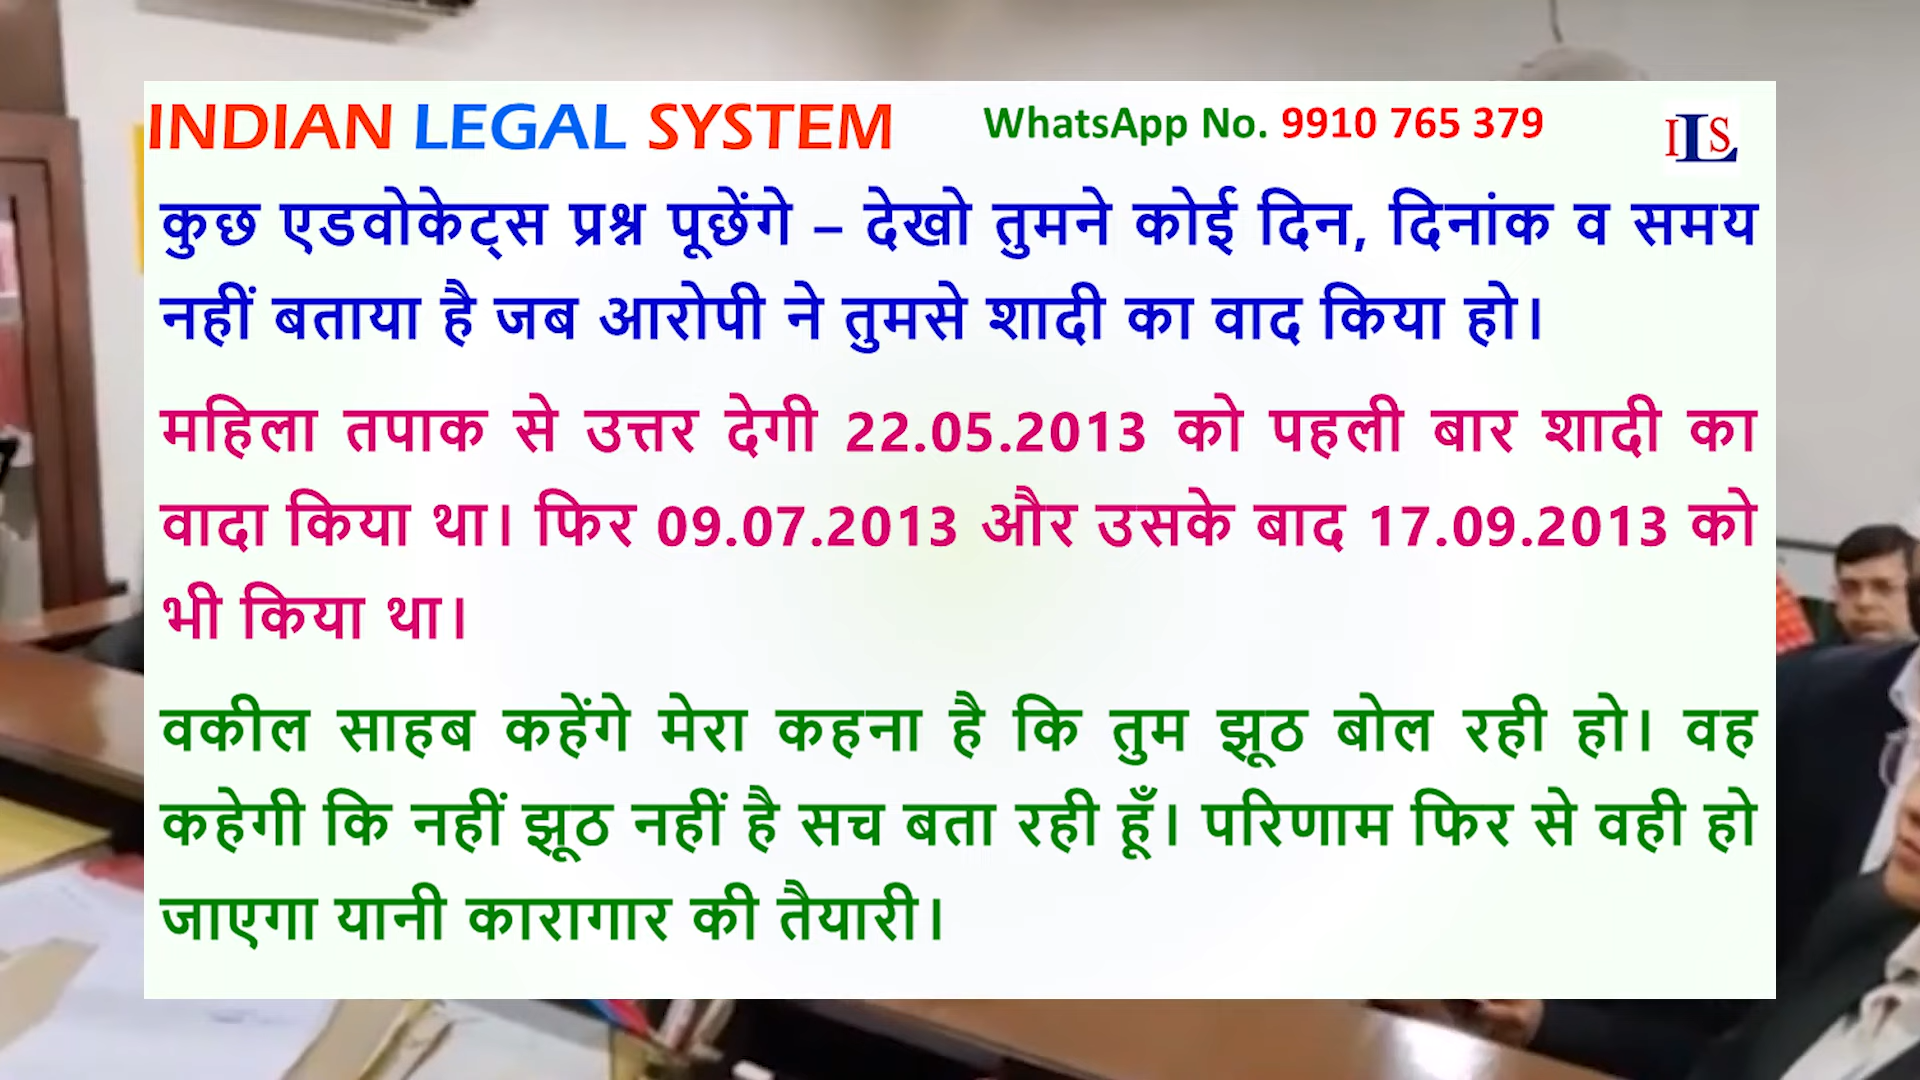 INDIAN LEGAL SYSTEM WhatsApp No. 9910 765 379 ILS
कुछ एडवोकेट्स प्रश्न पूछेंगे – देखो तुमने कोई दिन, दिनांक व समय
नहीं बताया है जब आरोपी ने तुमसे शादी का वाद किया हो।
महिला तपाक से उत्तर देगी 22.05.2013 को पहली बार शादी का
वादा किया था। फिर 09.07.2013 और उसके बाद 17.09.2013 को
भी किया था।
वकील साहब कहेंगे मेरा कहना है कि तुम झूठ बोल रही हो। वह
कहेगी कि नहीं झूठ नहीं है सच बता रही हूँ। परिणाम फिर से वही हो
जाएगा यानी कारागार की तैयारी।